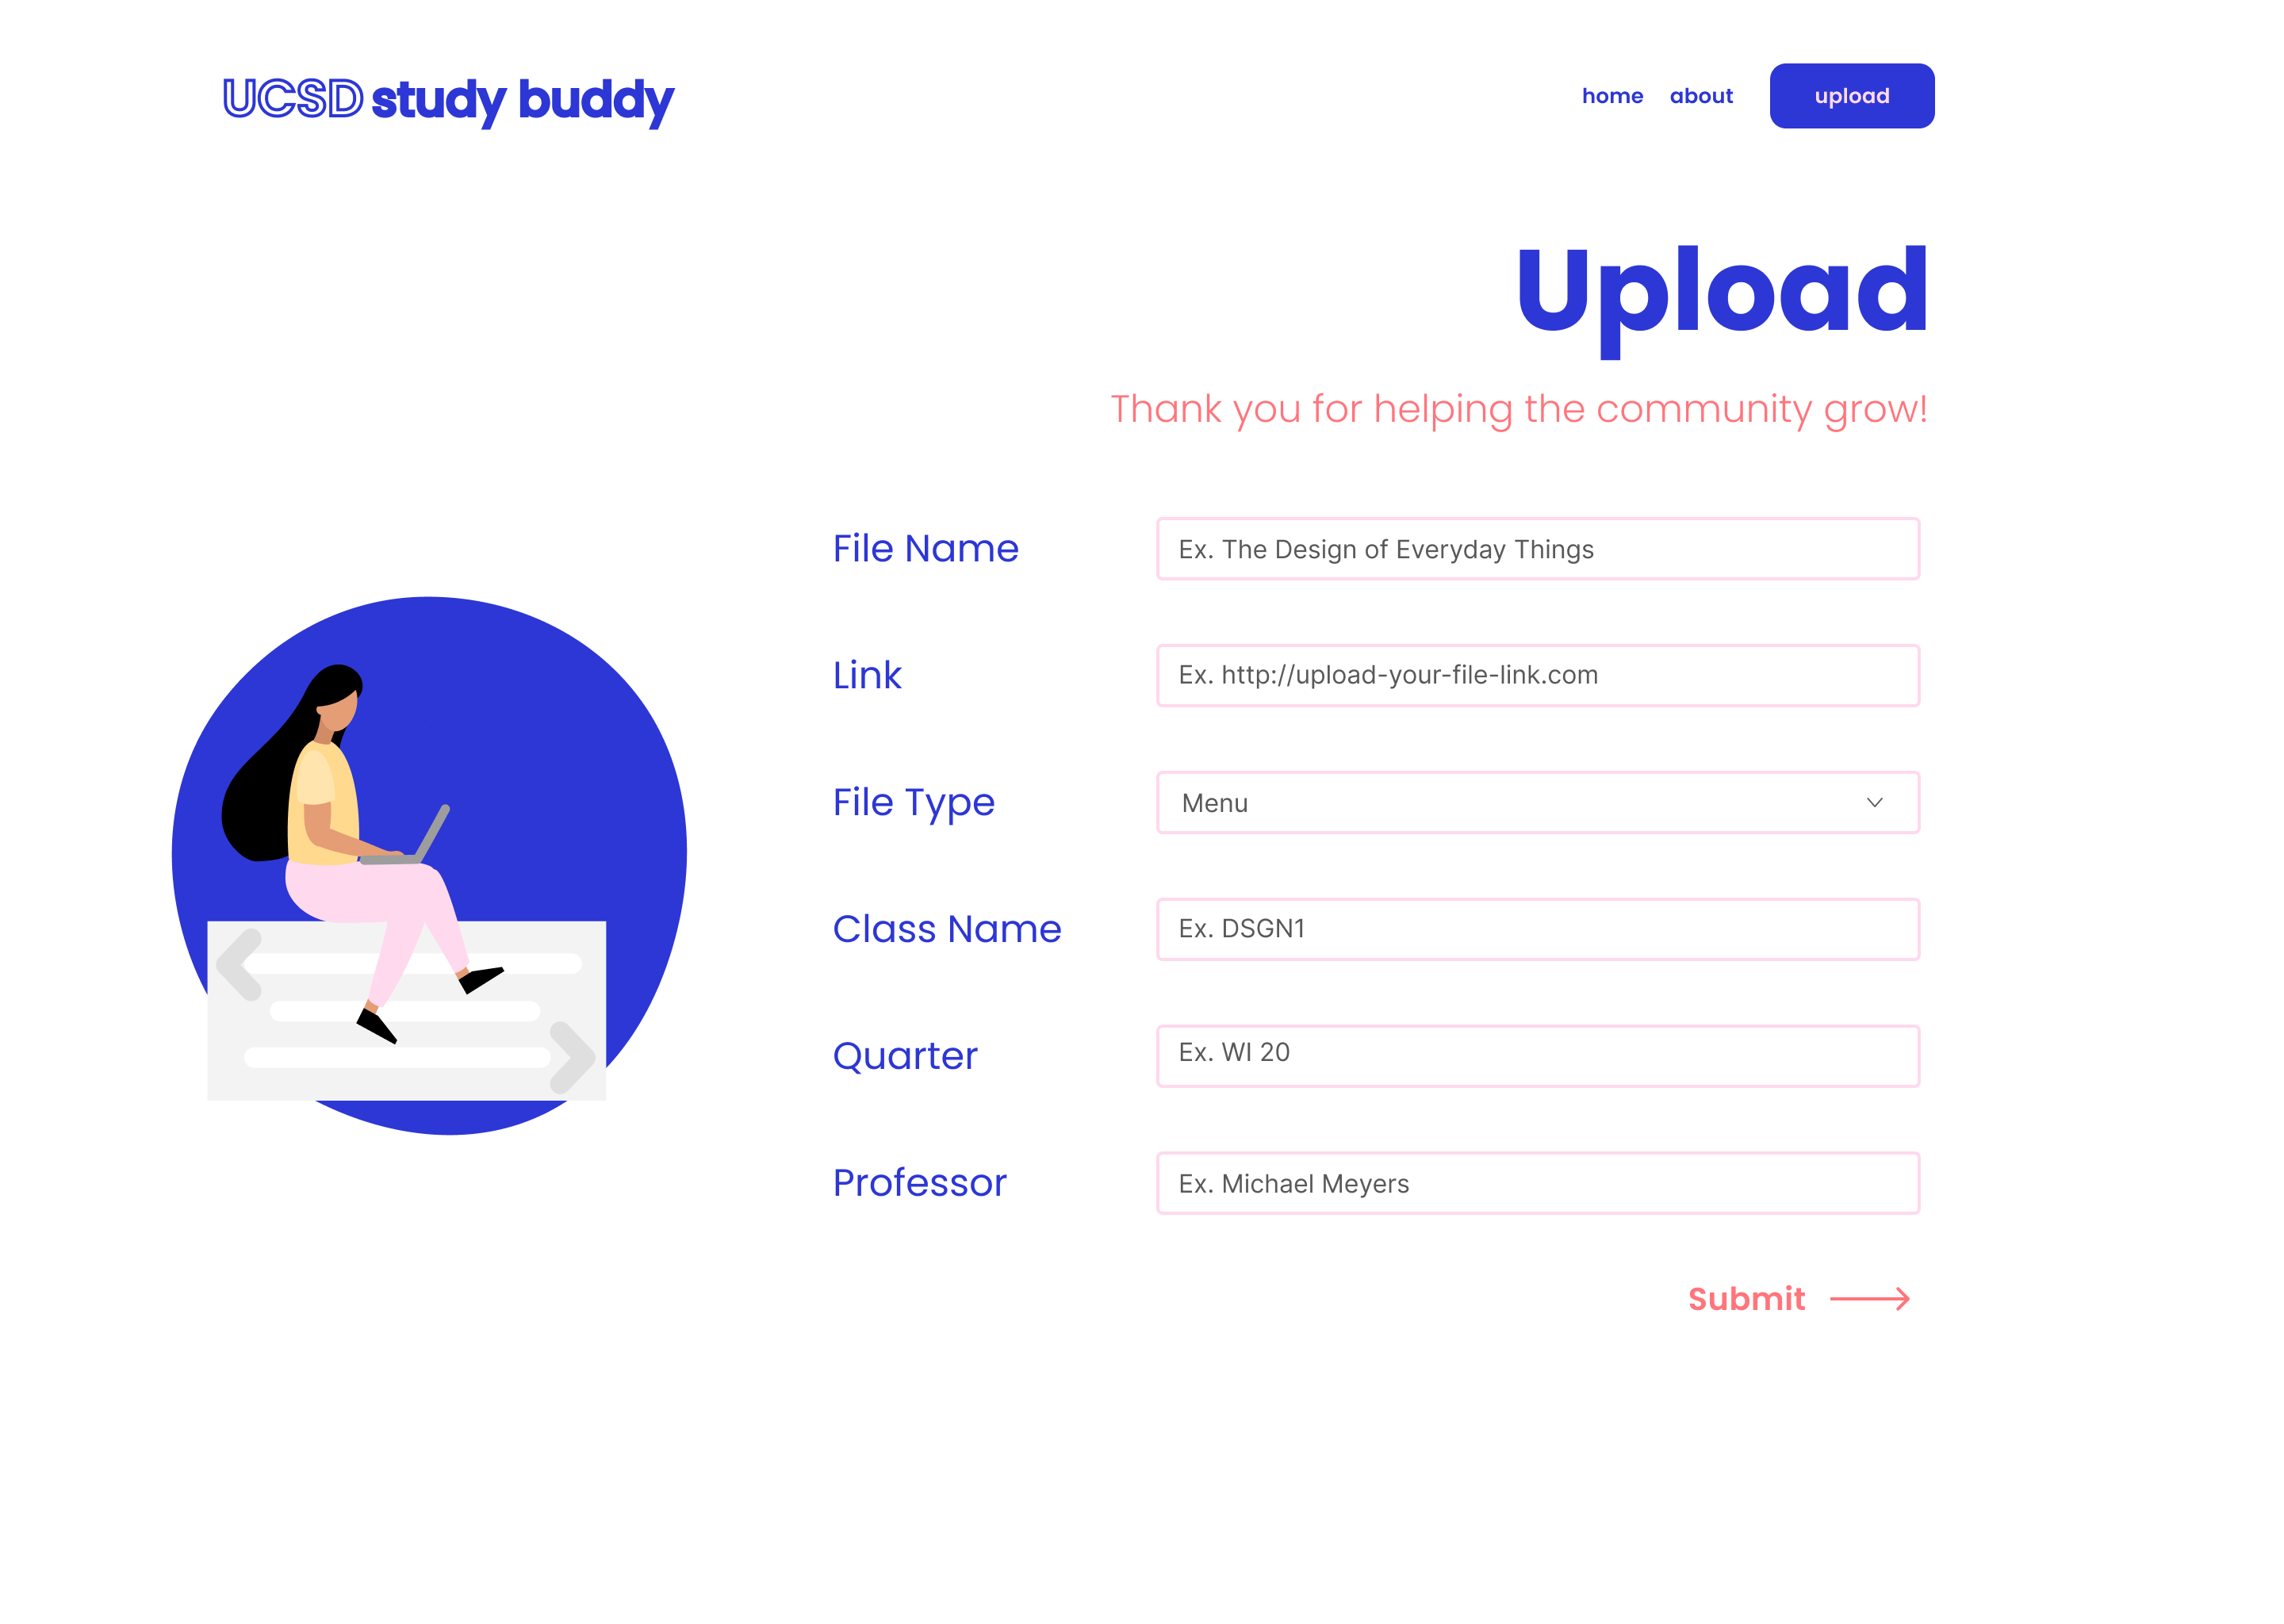 UCSD study buddy
home about upload
Upload
Thank you for helping the community grow!
File Name Ex. The Design of Everyday Things
Link Ex. http://upload-your-file-link.com
File Type Menu
Class Name Ex. DSGN1
Quarter Ex. WI 20
Professor Ex. Michael Meyers
Submit